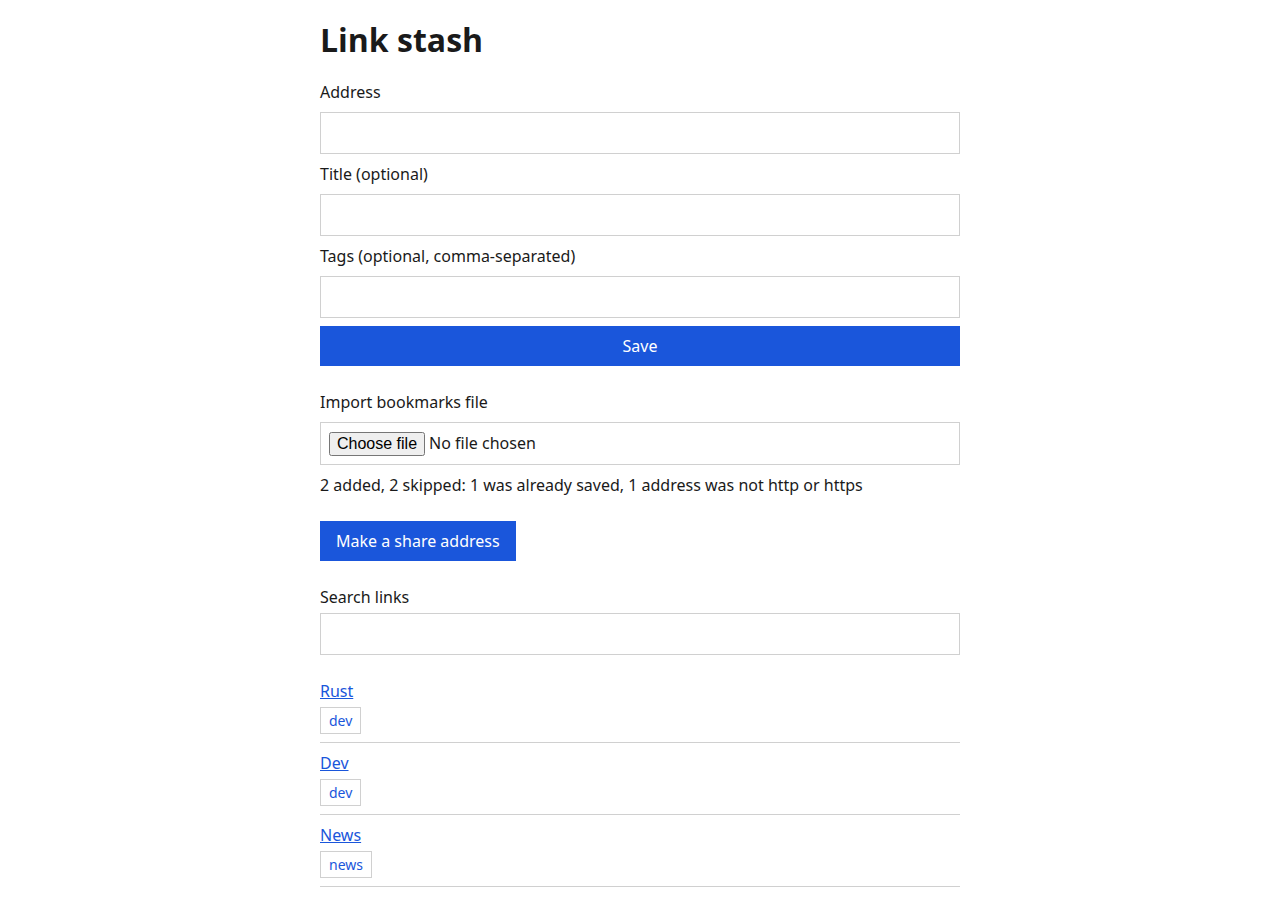 Link stash
Address
Title (optional)
Tags (optional, comma-separated)
Save
Import bookmarks file
Choose file No file chosen
2 added, 2 skipped: 1 was already saved, 1 address was not http or https
Make a share address
Search links
Rust
dev
Dev
dev
News
news